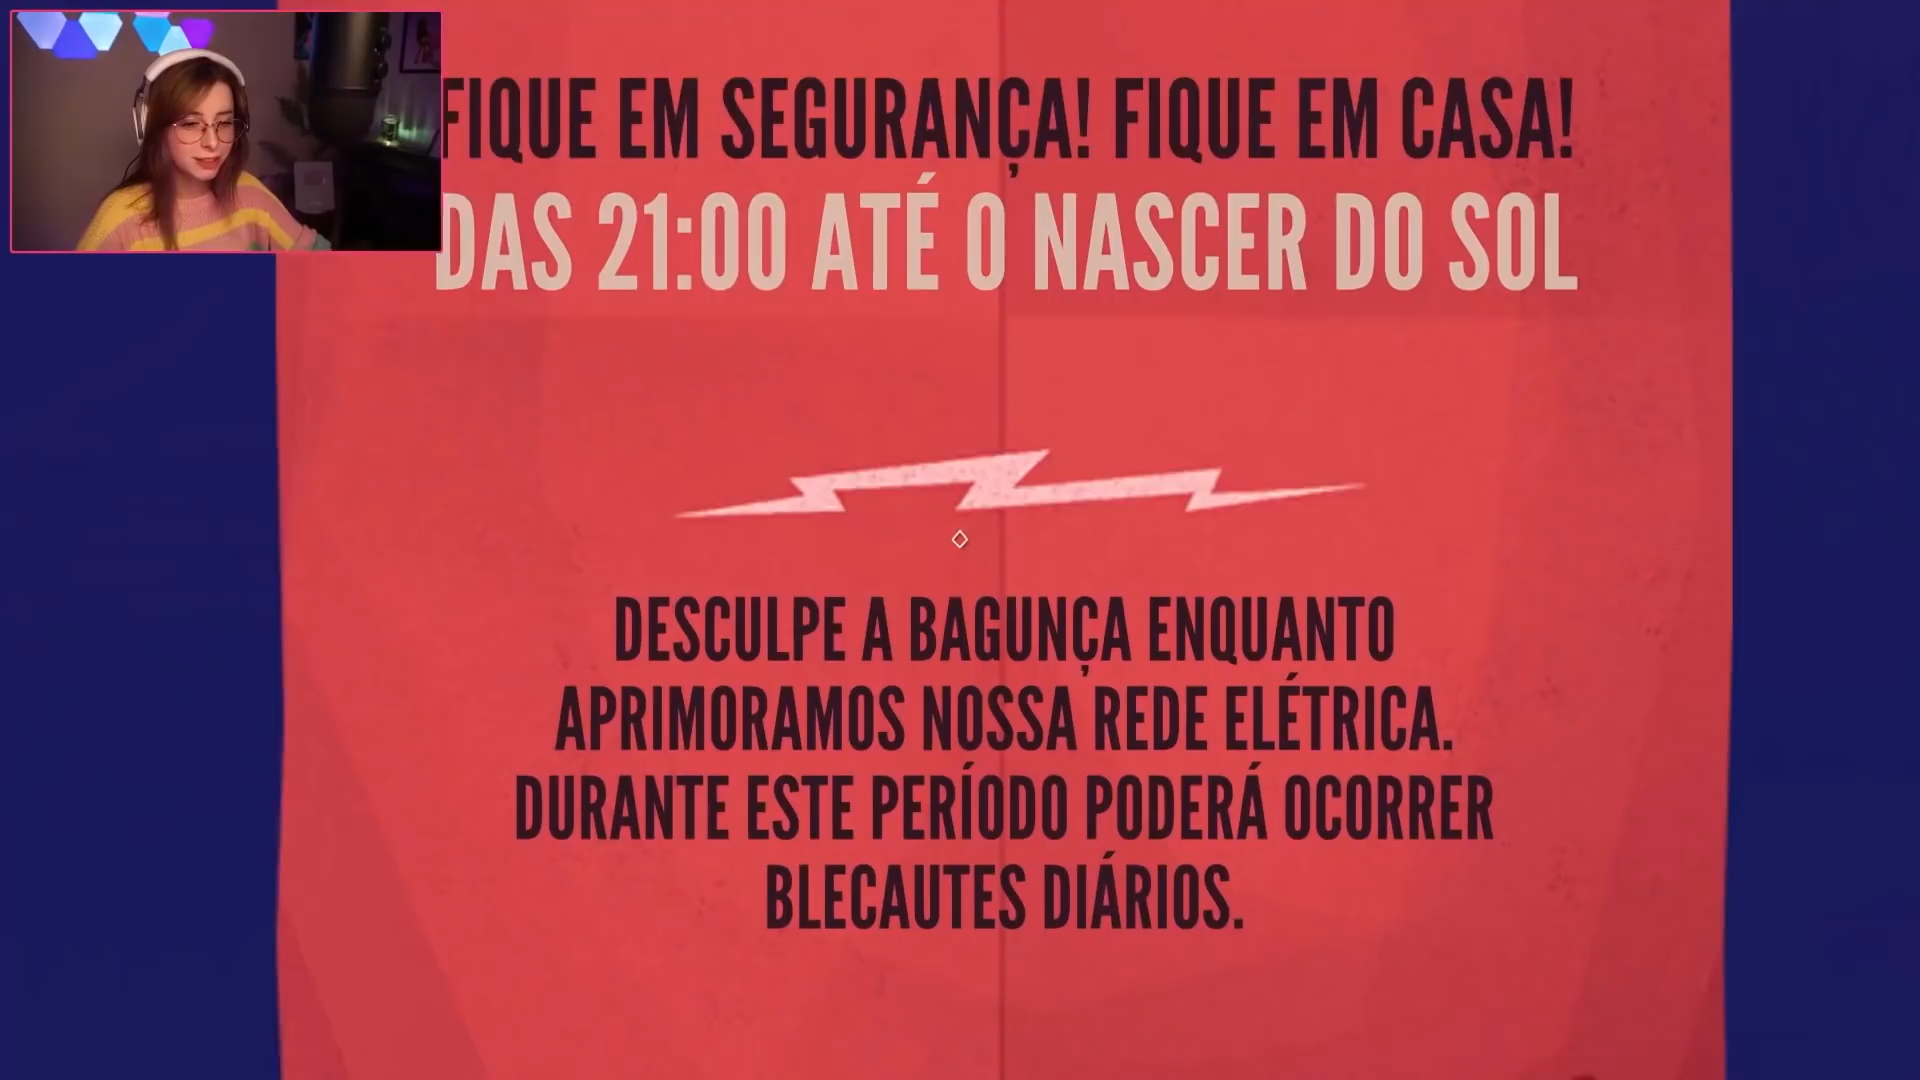 FIQUE EM SEGURANÇA! FIQUE EM CASA!
DAS 21:00 ATÉ O NASCER DO SOL
DESCULPE A BAGUNÇA ENQUANTO
APRIMORAMOS NOSSA REDE ELÉTRICA.
DURANTE ESTE PERÍODO PODERÁ OCORRER
BLECAUTES DIÁRIOS.